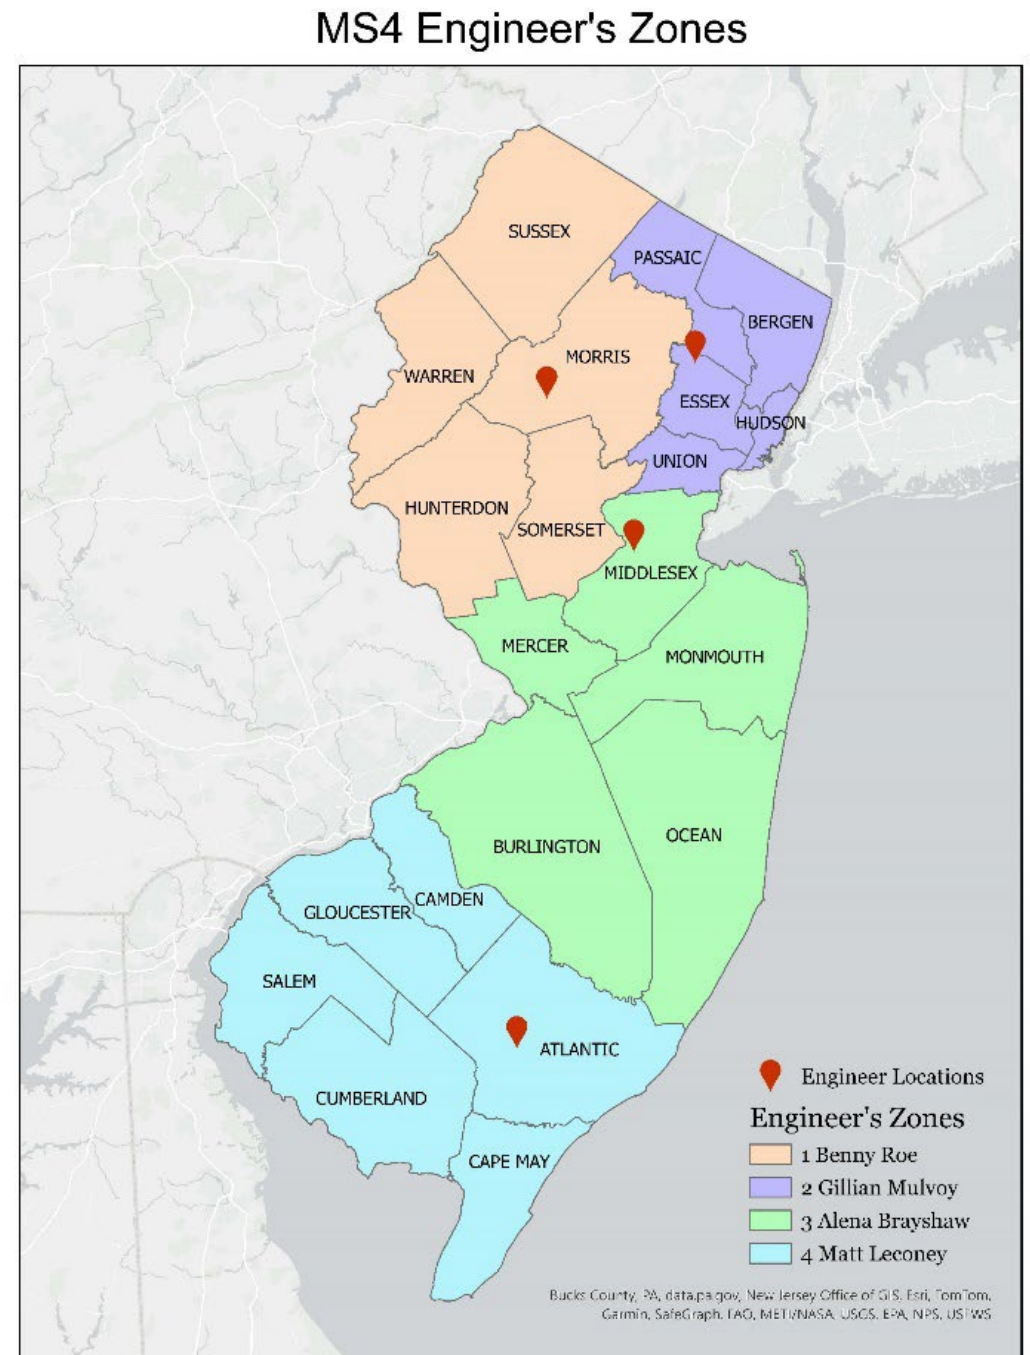 MS4 Engineer's Zones
SUSSEX
PASSAIC
BERGEN
MORRIS
WARREN
ESSEX
HUDSON
UNION
HUNTERDON
SOMERSET
MIDDLESEX
MERCER
MONMOUTH
OCEAN
BURLINGTON
CAMDEN
GLOUCESTER
SALEM
ATLANTIC
CUMBERLAND
CAPE MAY
Engineer Locations
Engineer's Zones
1 Benny Roe
2 Gillian Mulvoy
3 Alena Brayshaw
4 Matt Leconey
Bucks County, PA, data.pa.gov, New Jersey Office of GIS, Esri, TomTom,
Garmin, SafeGraph, FAO, METI/NASA, USGS, EPA, NPS, USFWS